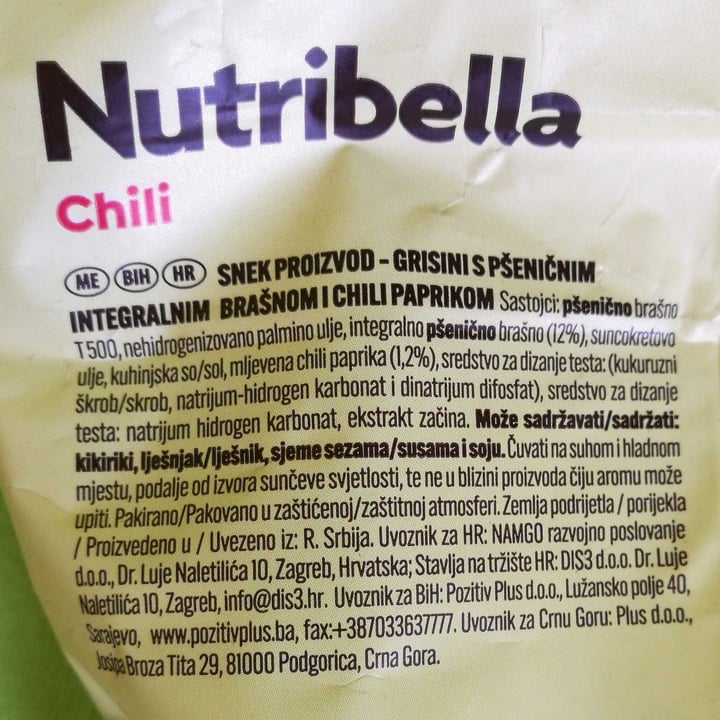 Nutribella
Chili
ME BIH HR SNEK PROIZVOD – GRISINI S PŠENIČNIM
INTEGRALNIM BRAŠNOM I CHILI PAPRIKOM Sastojci: pšenično brašno
T500, nehidrogenizovano palmino ulje, integralno pšenično brašno (12%), suncokretovo
ulje, kuhinjska so/sol, mljevena chili paprika (1,2%), sredstvo za dizanje testa: (kukuruzni
škrob/skrob, natrijum-hidrogen karbonat i dinatrijum difosfat), sredstvo za dizanje
testa: natrijum hidrogen karbonat, ekstrakt začina. Može sadržavati/sadržati:
kikiriki, lješnjak/lješnik, sjeme sezama/susama i soju. Čuvati na suhom i hladnom
mjestu, podalje od izvora sunčeve svjetlosti, te ne u blizini proizvoda čiju aromu može
upiti. Pakirano/Pakovano u zaštićenoj/zaštitnoj atmosferi. Zemlja podrijetla / porijekla
/ Proizvedeno u / Uvezeno iz: R. Srbija. Uvoznik za HR: NAMGO razvojno poslovanje
d.o.o., Dr. Luje Naletilića 10, Zagreb, Hrvatska; Stavlja na tržište HR: DIS3 d.o.o. Dr. Luje
Naletilića 10, Zagreb, info@dis3.hr. Uvoznik za BiH: Pozitiv Plus d.o.o., Lužansko polje 40,
Sarajevo, www.pozitivplus.ba, fax:+387033637777. Uvoznik za Crnu Goru: Plus d.o.o.,
Josipa Broza Tita 29, 81000 Podgorica, Crna Gora.